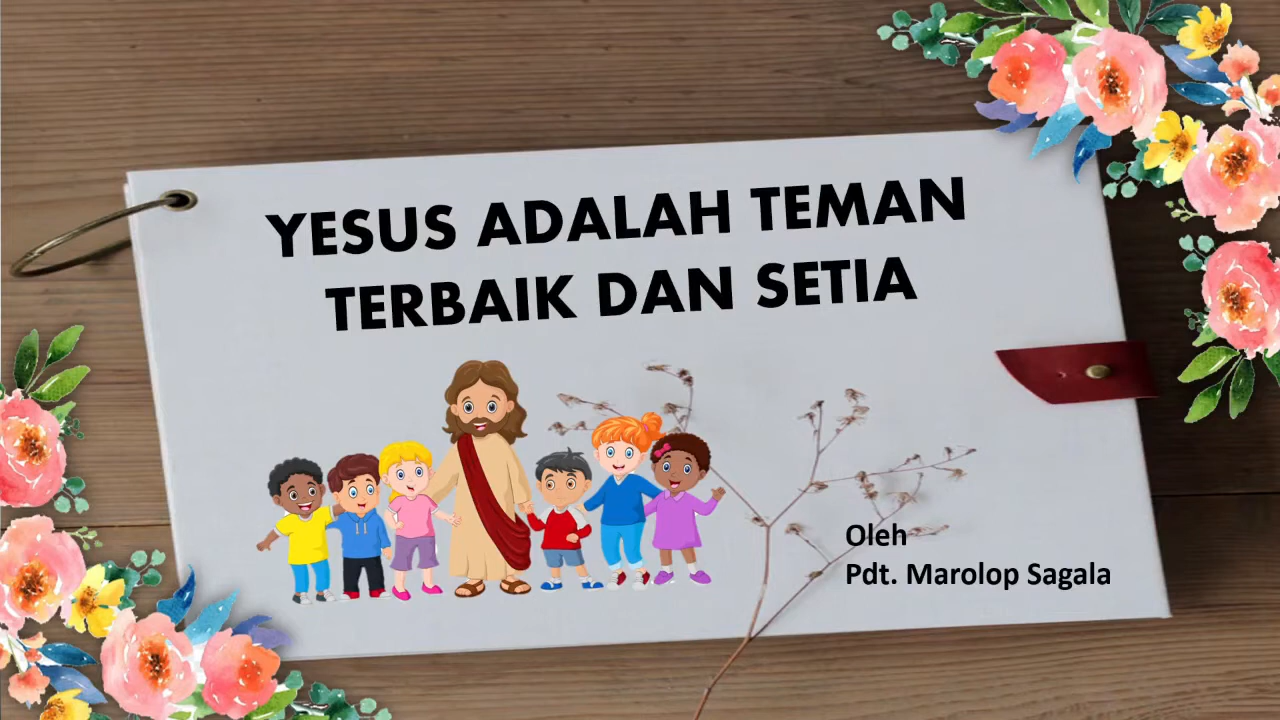 YESUS ADALAH TEMAN
TERBAIK DAN SETIA
Oleh
Pdt. Marolop Sagala